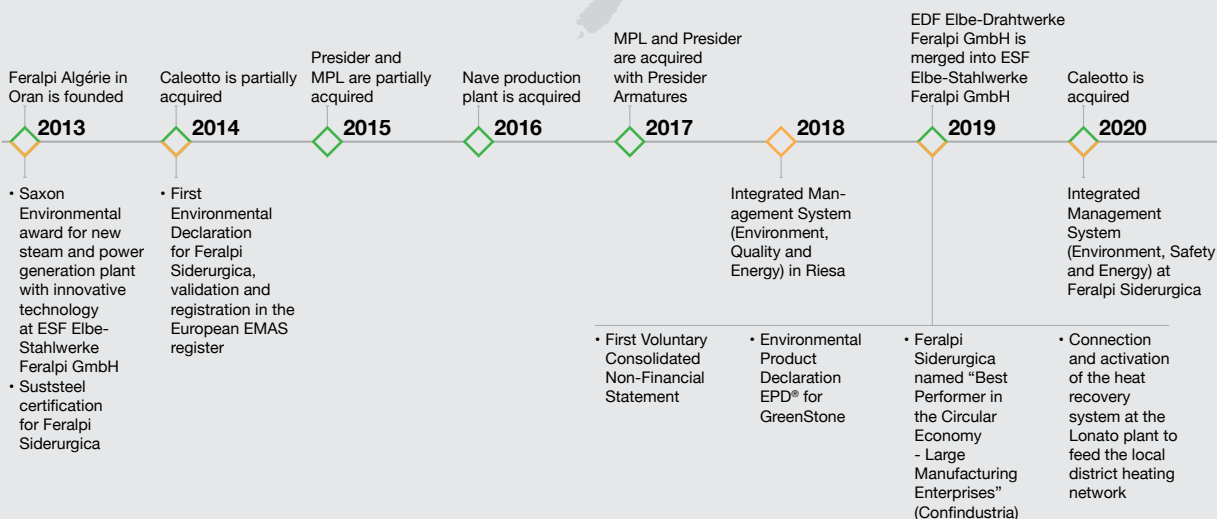 Feralpi Algérie in
Oran is founded
2013
• Saxon
Environmental
award for new
steam and power
generation plant
with innovative
technology
at ESF Elbe-
Stahlwerke
Feralpi GmbH
• Suststeel
certification
for Feralpi
Siderurgica
Caleotto is partially
acquired
2014
• First
Environmental
Declaration
for Feralpi
Siderurgica,
validation and
registration in the
European EMAS
register
Presider and
MPL are partially
acquired
2015
Nave production
plant is acquired
2016
MPL and Presider
are acquired
with Presider
Armatures
2017
2018
Integrated Man-
agement System
(Environment,
Quality and
Energy) in Riesa
EDF Elbe-Drahtwerke
Feralpi GmbH is
merged into ESF
Elbe-Stahlwerke
Feralpi GmbH
2019
• First Voluntary
Consolidated
Non-Financial
Statement
• Environmental
Product
Declaration
EPD® for
GreenStone
• Feralpi
Siderurgica
named “Best
Performer in
the Circular
Economy
- Large
Manufacturing
Enterprises”
(Confindustria)
• Connection
and activation
of the heat
recovery
system at the
Lonato plant to
feed the local
district heating
network
Caleotto is
acquired
2020
Integrated
Management
System
(Environment, Safety
and Energy) at
Feralpi Siderurgica